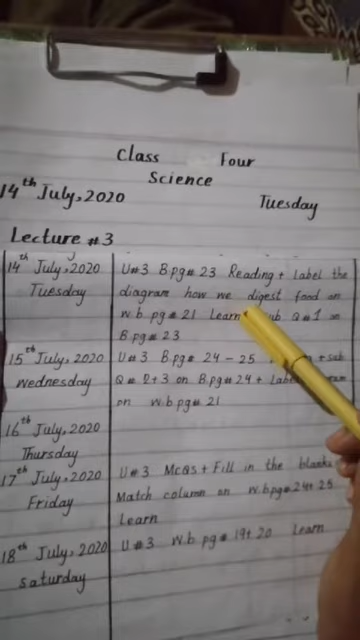 Class Four
Science
14th July, 2020 Tuesday
Lecture #3
14th July, 2020
Tuesday
U#3 B.pg# 23 Reading + Label the
diagram how we digest food on
w.b pg# 21 Learn Q#1 on
B.pg# 23
15th July, 2020
Wednesday
U#3 B.pg# 24-25 + sub
Q# 2+3 on B.pg# 24 +
on w.b pg# 21
16th July, 2020
Thursday
17th July, 2020
Friday
U#3 McQs + Fill in the blanks
Match column on w.b pg# 24+25
Learn
18th July, 2020
Saturday
U#3 w.b pg# 19+20 Learn